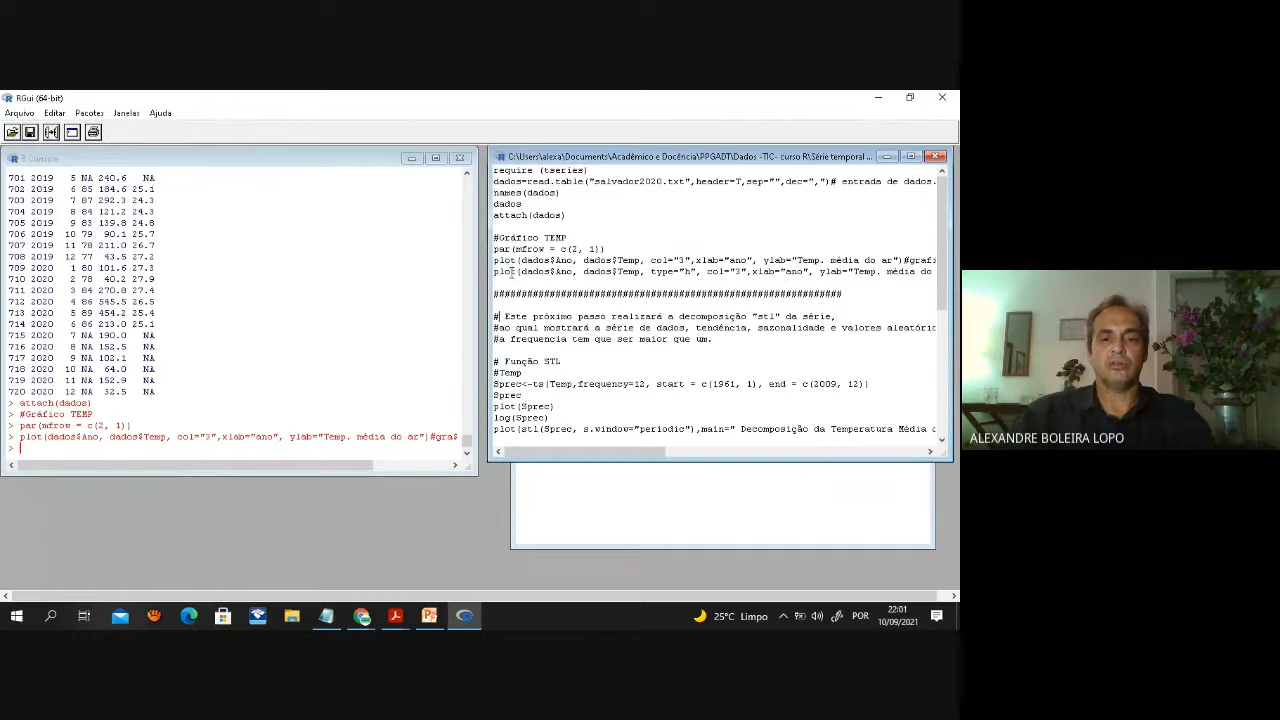 RGui (64-bit)
Arquivo Editar Pacotes Janelas Ajuda
R Console
701 2019 5 NA 240.6 NA
702 2019 6 85 184.6 25.1
703 2019 7 87 292.3 24.3
704 2019 8 84 121.2 24.3
705 2019 9 83 139.8 24.8
706 2019 10 79 90.1 25.7
707 2019 11 78 211.0 26.7
708 2019 12 77 43.5 27.2
709 2020 1 80 101.6 27.3
710 2020 2 78 40.2 27.9
711 2020 3 84 270.8 27.4
712 2020 4 86 545.5 26.5
713 2020 5 89 454.2 25.4
714 2020 6 86 213.0 25.1
715 2020 7 NA 190.0 NA
716 2020 8 NA 152.5 NA
717 2020 9 NA 102.1 NA
718 2020 10 NA 64.0 NA
719 2020 11 NA 152.9 NA
720 2020 12 NA 32.5 NA
> attach(dados)
> #Gráfico TEMP
> par(mfrow = c(2, 1))
> plot(dados$Ano, dados$Temp, col="3",xlab="ano", ylab="Temp. média do ar")#gra$
>
C:\Users\alexa\Documents\Acadêmico e Docência\PPGADT\Dados -TIC- curso R\Série temporal ...
require (tseries)
dados=read.table("salvador2020.txt",header=T,sep="",dec=",")# entrada de dados.
names(dados)
dados
attach(dados)
#Gráfico TEMP
par(mfrow = c(2, 1))
plot(dados$Ano, dados$Temp, col="3",xlab="ano", ylab="Temp. média do ar")#grafi
plot(dados$Ano, dados$Temp, type="h", col="3",xlab="ano", ylab="Temp. média do
##############################################################
# Este próximo passo realizará a decomposição "stl" da série,
#ao qual mostrará a série de dados, tendência, sazonalidade e valores aleatóric
#a frequencia tem que ser maior que um.
# Função STL
#Temp
Sprec<-ts(Temp,frequency=12, start = c(1961, 1), end = c(2009, 12))
Sprec
plot(Sprec)
log(Sprec)
plot(stl(Sprec, s.window="periodic"),main=" Decomposição da Temperatura Média c
ALEXANDRE BOLEIRA LOPO
25°C Limpo
POR
22:01
10/09/2021